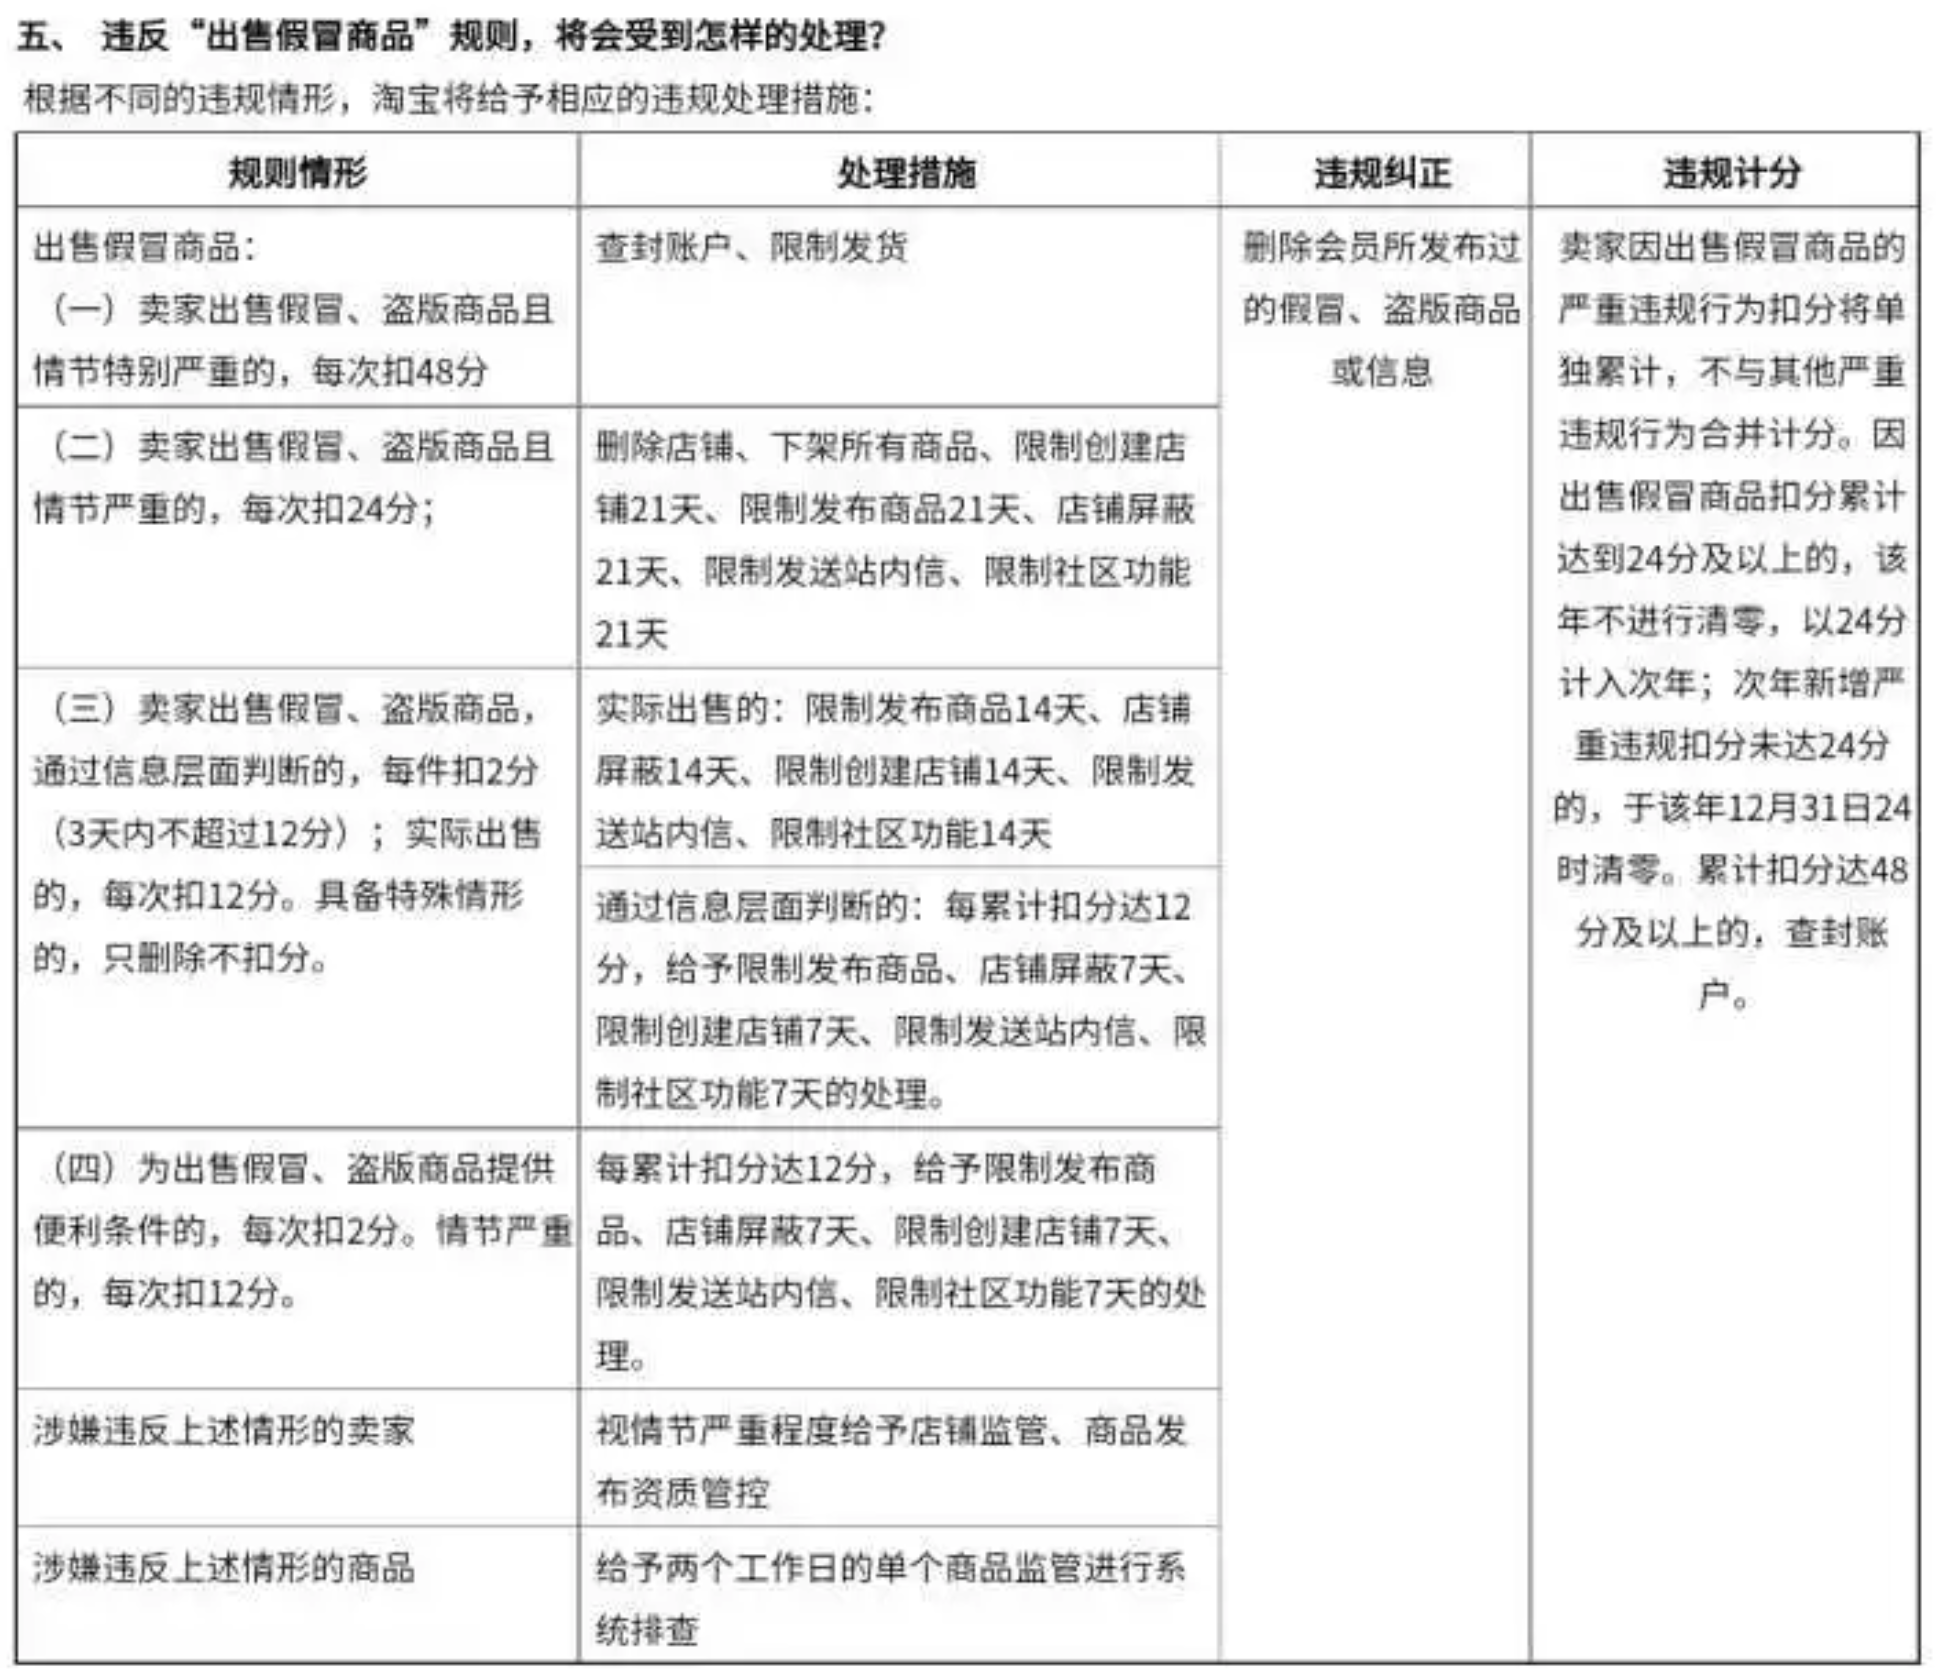 五、 违反“出售假冒商品”规则，将会受到怎样的处理？
根据不同的违规情形，淘宝将给予相应的违规处理措施：
规则情形
处理措施
违规纠正
违规计分
出售假冒商品：
（一）卖家出售假冒、盗版商品且
情节特别严重的，每次扣48分
查封账户、限制发货
删除会员所发布过
的假冒、盗版商品
或信息
卖家因出售假冒商品的
严重违规行为扣分将单
独累计，不与其他严重
违规行为合并计分。因
出售假冒商品扣分累计
达到24分及以上的，该
年不进行清零，以24分
计入次年；次年新增严
重违规扣分未达24分
的，于该年12月31日24
时清零。累计扣分达48
分及以上的，查封账
户。
（二）卖家出售假冒、盗版商品且
情节严重的，每次扣24分；
删除店铺、下架所有商品、限制创建店
铺21天、限制发布商品21天、店铺屏蔽
21天、限制发送站内信、限制社区功能
21天
（三）卖家出售假冒、盗版商品，
通过信息层面判断的，每件扣2分
（3天内不超过12分）；实际出售
的，每次扣12分。具备特殊情形
的，只删除不扣分。
实际出售的：限制发布商品14天、店铺
屏蔽14天、限制创建店铺14天、限制发
送站内信、限制社区功能14天
通过信息层面判断的：每累计扣分达12
分，给予限制发布商品、店铺屏蔽7天、
限制创建店铺7天、限制发送站内信、限
制社区功能7天的处理。
（四）为出售假冒、盗版商品提供
便利条件的，每次扣2分。情节严重
的，每次扣12分。
每累计扣分达12分，给予限制发布商
品、店铺屏蔽7天、限制创建店铺7天、
限制发送站内信、限制社区功能7天的处
理。
涉嫌违反上述情形的卖家
视情节严重程度给予店铺监管、商品发
布资质管控
涉嫌违反上述情形的商品
给予两个工作日的单个商品监管进行系
统排查